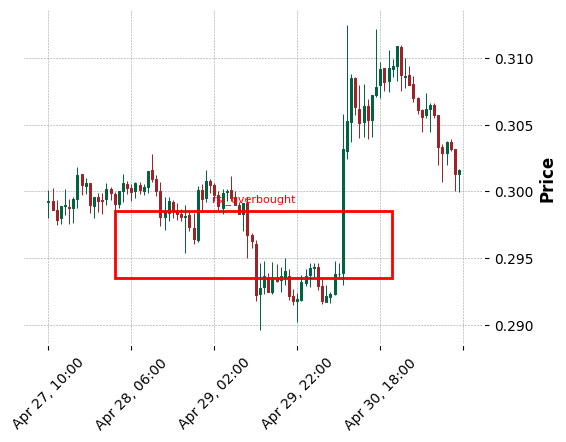 0.310
0.305
0.300
0.295
0.290
Price
overbought
Apr 27, 10:00
Apr 28, 06:00
Apr 29, 02:00
Apr 29, 22:00
Apr 30, 18:00